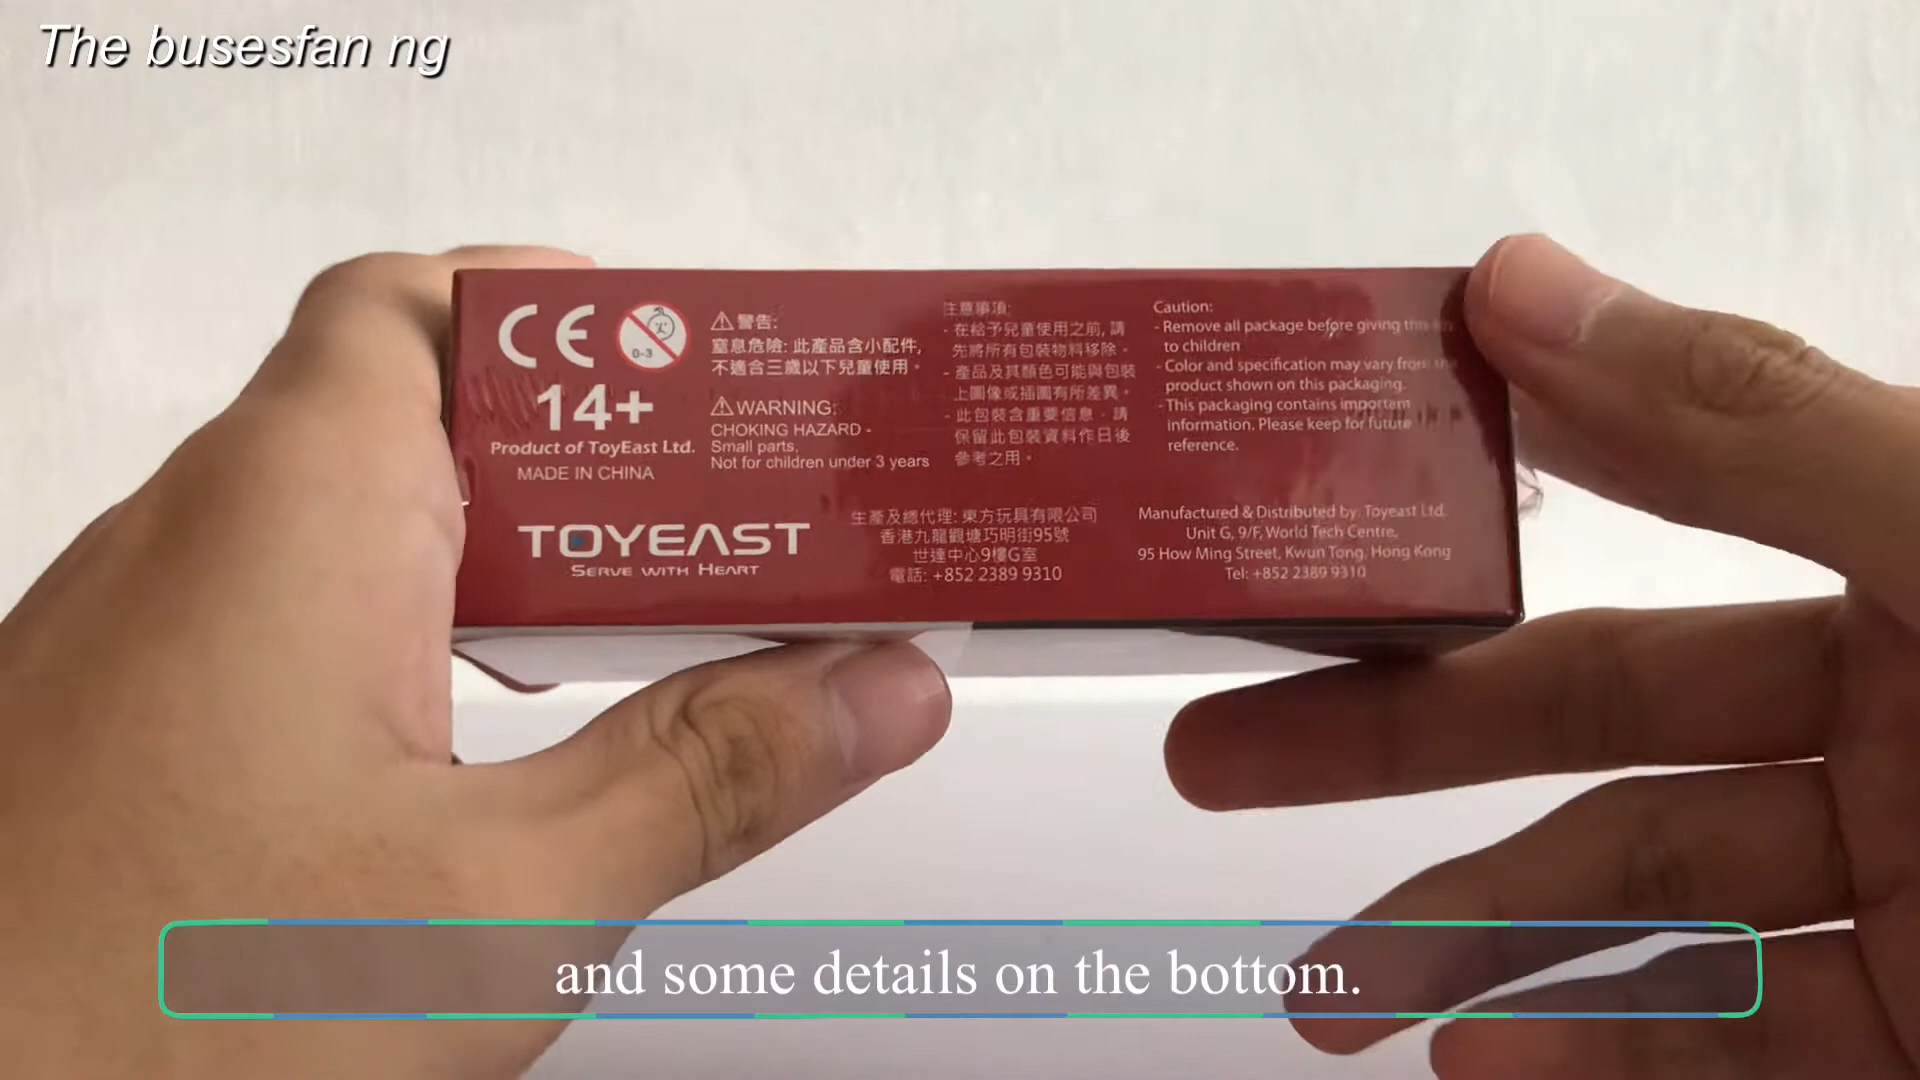 The busesfan ng
CE
0-3
14+
Product of ToyEast Ltd.
MADE IN CHINA
⚠警告:
窒息危險: 此產品含小配件,
不適合三歲以下兒童使用。
⚠WARNING:
CHOKING HAZARD -
Small parts,
Not for children under 3 years
注意事項:
- 在給予兒童使用之前, 請
先將所有包裝物料移除。
- 產品及其顏色可能與包裝
上圖像或插圖有所差異。
- 此包裝含重要信息,請
保留此包裝資料作日後
參考之用。
Caution:
- Remove all package before giving this toy
to children
- Color and specification may vary from the
product shown on this packaging.
- This packaging contains important
information. Please keep for future
reference.
TOYEAST
SERVE WITH HEART
生產及總代理: 東方玩具有限公司
香港九龍觀塘巧明街95號
世達中心9樓G室
電話: +852 2389 9310
Manufactured & Distributed by: Toyeast Ltd.
Unit G, 9/F, World Tech Centre,
95 How Ming Street, Kwun Tong, Hong Kong
Tel: +852 2389 9310
and some details on the bottom.